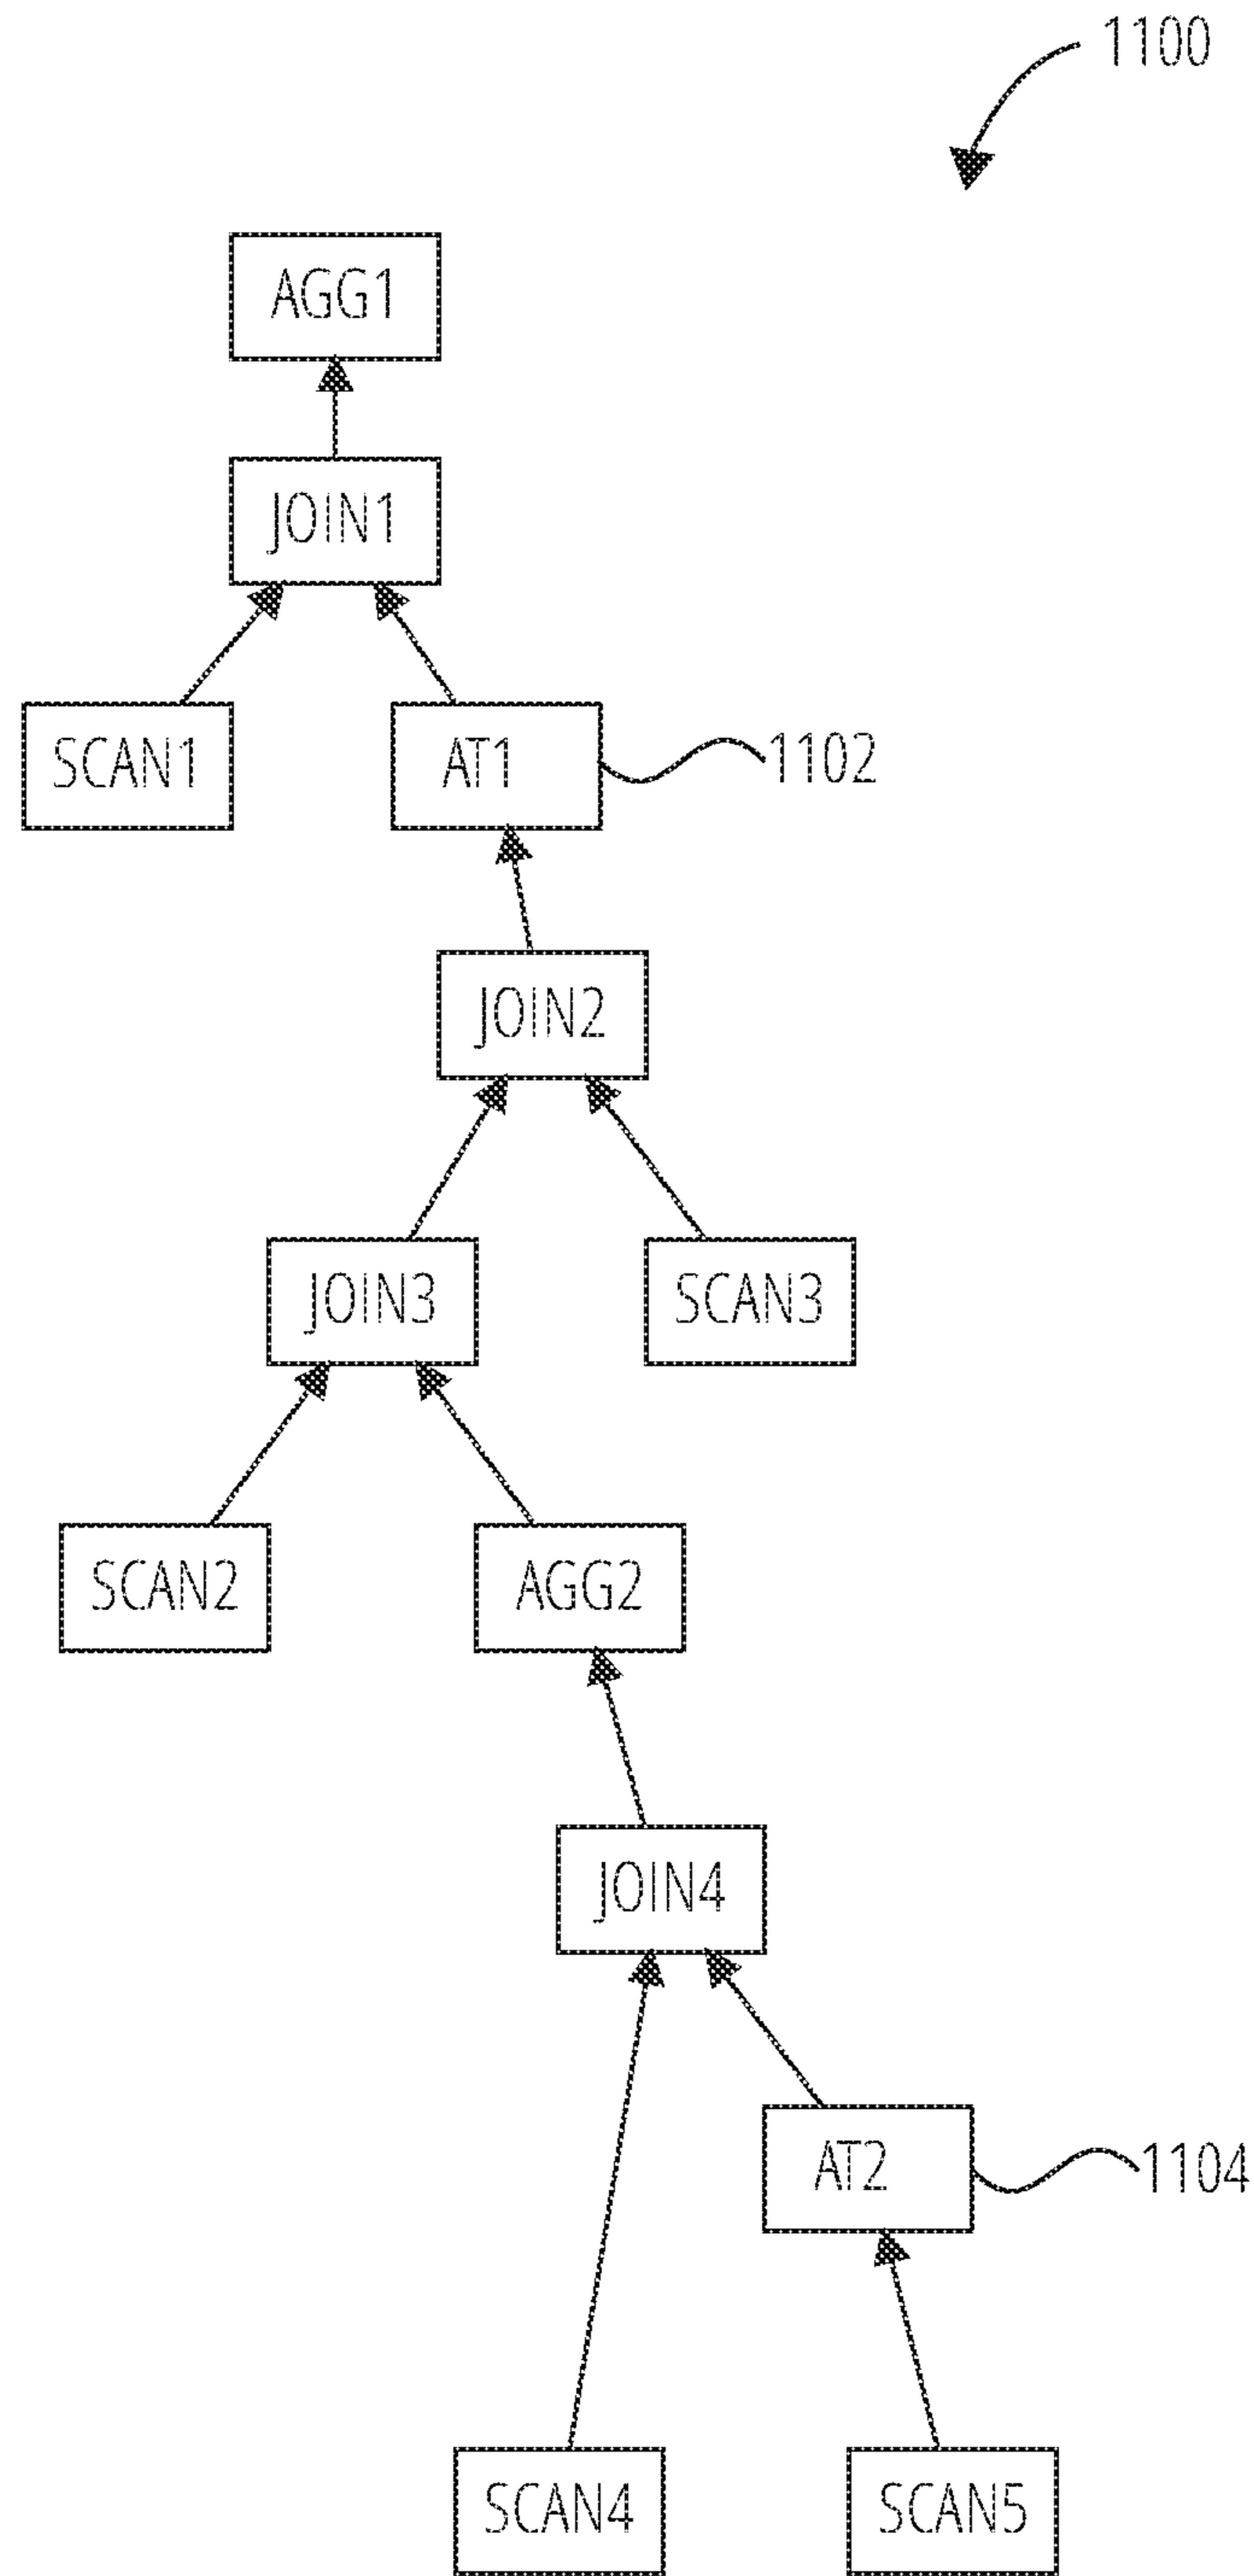 1100
AGG1
JOIN1
SCAN1
AT1
1102
JOIN2
JOIN3
SCAN3
SCAN2
AGG2
JOIN4
AT2
1104
SCAN4
SCAN5